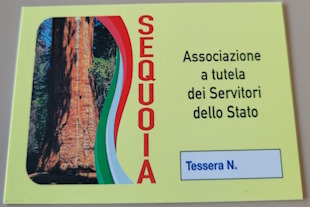 SEQUOIA
Associazione
a tutela
dei Servitori
dello Stato
Tessera N.